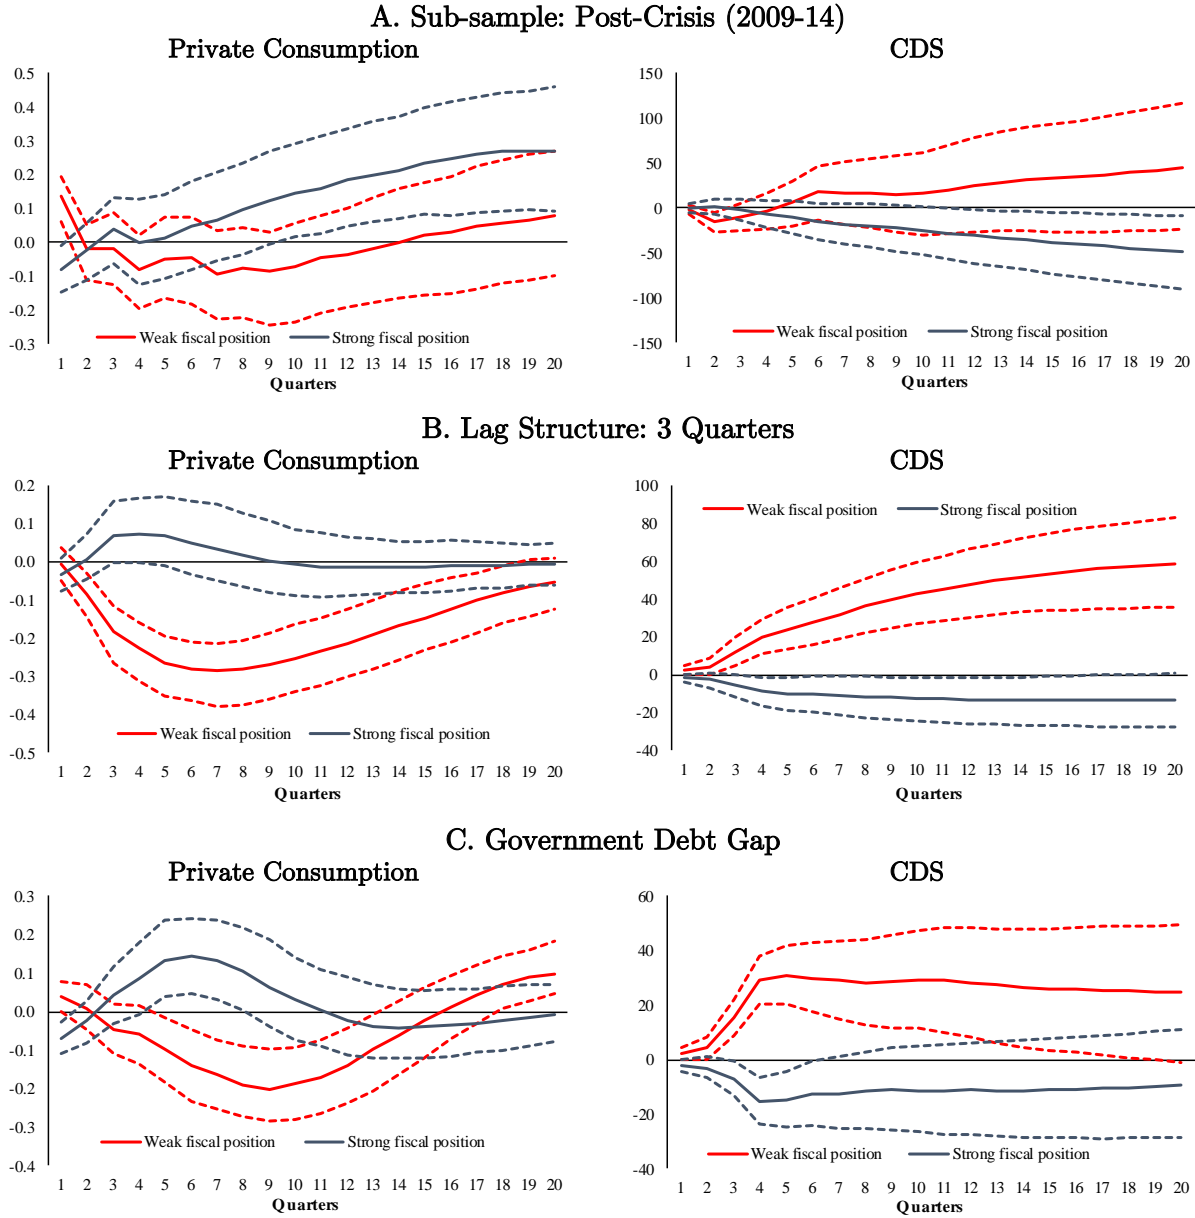 A. Sub-sample: Post-Crisis (2009-14)
Private Consumption
0.5
0.4
0.3
0.2
0.1
0.0
-0.1
-0.2
-0.3
Weak fiscal position Strong fiscal position
1 2 3 4 5 6 7 8 9 10 11 12 13 14 15 16 17 18 19 20
Quarters
CDS
150
100
50
0
-50
-100
-150
Weak fiscal position Strong fiscal position
1 2 3 4 5 6 7 8 9 10 11 12 13 14 15 16 17 18 19 20
Quarters
B. Lag Structure: 3 Quarters
Private Consumption
0.2
0.1
0.0
-0.1
-0.2
-0.3
-0.4
-0.5
Weak fiscal position Strong fiscal position
1 2 3 4 5 6 7 8 9 10 11 12 13 14 15 16 17 18 19 20
Quarters
CDS
100
80
60
40
20
0
-20
-40
Weak fiscal position Strong fiscal position
1 2 3 4 5 6 7 8 9 10 11 12 13 14 15 16 17 18 19 20
Quarters
C. Government Debt Gap
Private Consumption
0.3
0.2
0.1
0.0
-0.1
-0.2
-0.3
-0.4
Weak fiscal position Strong fiscal position
1 2 3 4 5 6 7 8 9 10 11 12 13 14 15 16 17 18 19 20
Quarters
CDS
60
40
20
0
-20
-40
Weak fiscal position Strong fiscal position
1 2 3 4 5 6 7 8 9 10 11 12 13 14 15 16 17 18 19 20
Quarters